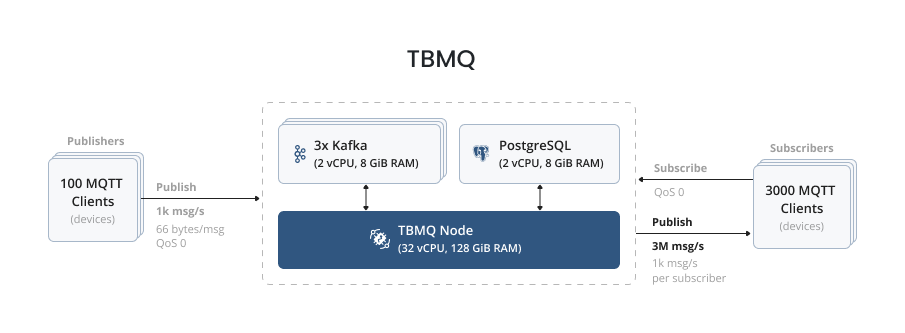 TBMQ
Publishers
100 MQTT
Clients
(devices)
Publish
1k msg/s
66 bytes/msg
QoS 0
3x Kafka
(2 vCPU, 8 GiB RAM)
PostgreSQL
(2 vCPU, 8 GiB RAM)
TBMQ Node
(32 vCPU, 128 GiB RAM)
Subscribe
QoS 0
Publish
3M msg/s
1k msg/s
per subscriber
Subscribers
3000 MQTT
Clients
(devices)